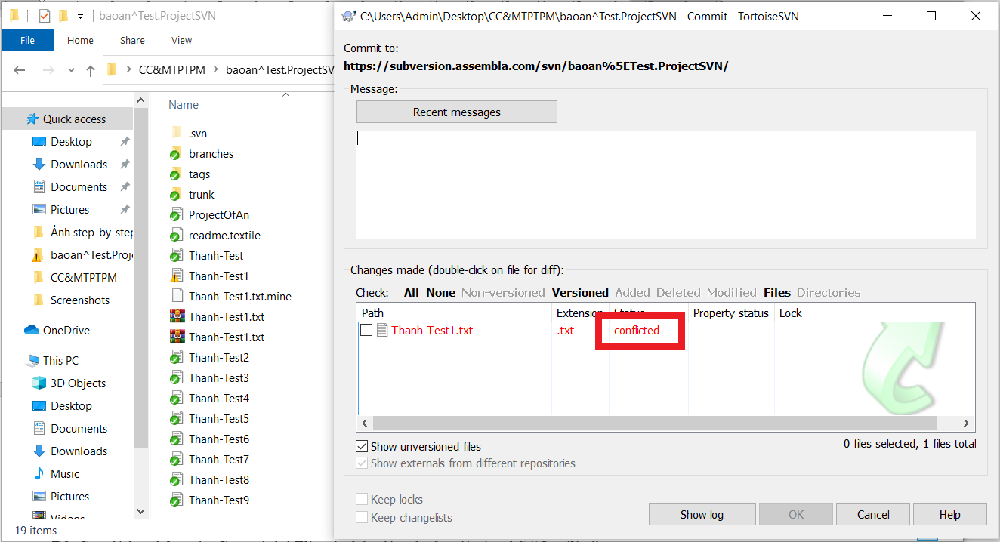 baoan^Test.ProjectSVN
File Home Share View
CC&MTPTPM baoan^Test.ProjectSV
Quick access
Desktop
Downloads
Documents
Pictures
Ảnh step-by-step
baoan^Test.Proje
CC&MTPTPM
Screenshots
OneDrive
This PC
3D Objects
Desktop
Documents
Downloads
Music
Pictures
Videos
19 items
Name
.svn
branches
tags
trunk
ProjectOfAn
readme.textile
Thanh-Test
Thanh-Test1
Thanh-Test1.txt.mine
Thanh-Test1.txt
Thanh-Test1.txt
Thanh-Test2
Thanh-Test3
Thanh-Test4
Thanh-Test5
Thanh-Test6
Thanh-Test7
Thanh-Test8
Thanh-Test9
C:\Users\Admin\Desktop\CC&MTPTPM\baoan^Test.ProjectSVN - Commit - TortoiseSVN
Commit to:
https://subversion.assembla.com/svn/baoan%5ETest.ProjectSVN/
Message:
Recent messages
Changes made (double-click on file for diff):
Check: All None Non-versioned Versioned Added Deleted Modified Files Directories
Path Extension Status Property status Lock
Thanh-Test1.txt .txt conflicted
Show unversioned files 0 files selected, 1 files total
Show externals from different repositories
Keep locks
Keep changelists
Show log OK Cancel Help